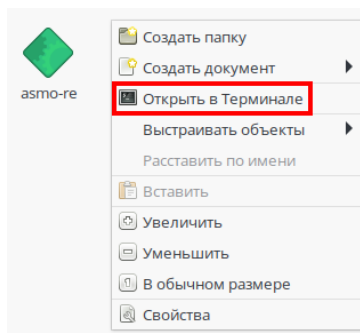 asmo-re
Создать папку
Создать документ
Открыть в Терминале
Выстраивать объекты
Расставить по имени
Вставить
Увеличить
Уменьшить
В обычном размере
Свойства